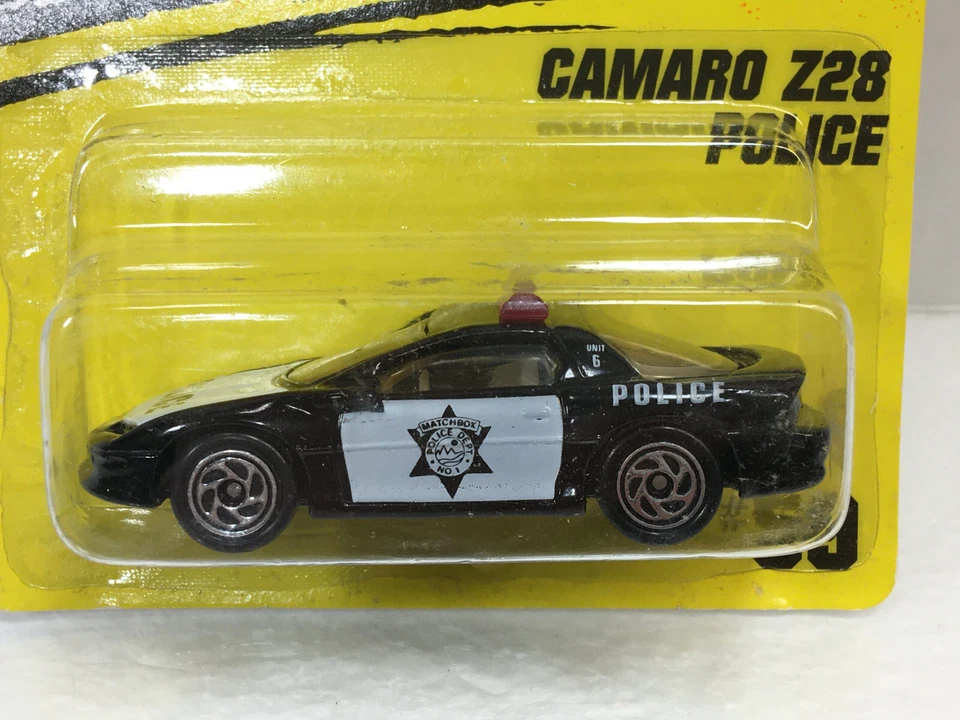 CAMARO Z28
POLICE
UNIT
6
POLICE
MATCHBOX
POLICE DEPT
NO 1